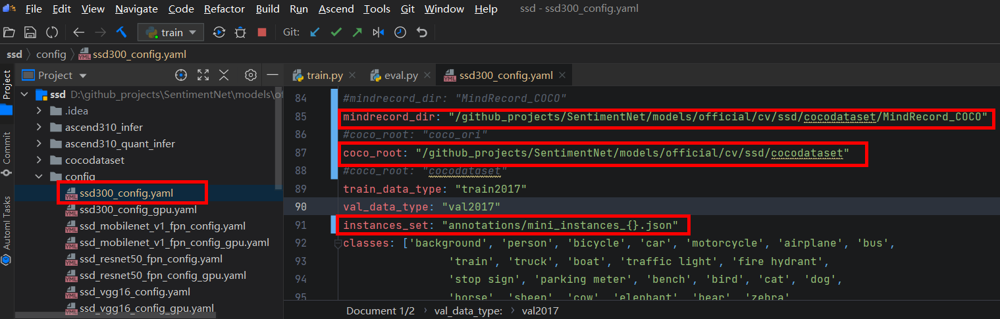 File Edit View Navigate Code Refactor Build Run Ascend Tools Git Window Help ssd - ssd300_config.yaml
train Git:
ssd config ssd300_config.yaml
Project
Project
Commit
Automl Tasks
ssd D:\github_projects\SentimentNet\models\of
.idea
ascend310_infer
ascend310_quant_infer
cocodataset
config
ssd300_config.yaml
ssd300_config_gpu.yaml
ssd_mobilenet_v1_fpn_config.yaml
ssd_mobilenet_v1_fpn_config_gpu.yaml
ssd_resnet50_fpn_config.yaml
ssd_resnet50_fpn_config_gpu.yaml
ssd_vgg16_config.yaml
ssd_vgg16_config_gpu.yaml
train.py eval.py ssd300_config.yaml
84 #mindrecord_dir: "MindRecord_COCO"
85 mindrecord_dir: "/github_projects/SentimentNet/models/official/cv/ssd/cocodataset/MindRecord_COCO"
86 #coco_root: "coco_ori"
87 coco_root: "/github_projects/SentimentNet/models/official/cv/ssd/cocodataset"
88 #coco_root: "cocodataset"
89 train_data_type: "train2017"
90 val_data_type: "val2017"
91 instances_set: "annotations/mini_instances_{}.json"
92 classes: ['background', 'person', 'bicycle', 'car', 'motorcycle', 'airplane', 'bus',
93 'train', 'truck', 'boat', 'traffic light', 'fire hydrant',
94 'stop sign', 'parking meter', 'bench', 'bird', 'cat', 'dog',
95 'horse' 'sheep' 'cow' 'elephant' 'bear' 'zebra'
Document 1/2 val_data_type: val2017